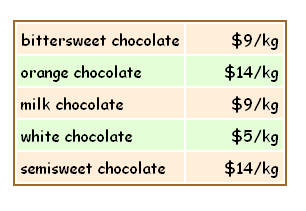 bittersweet chocolate $9/kg
orange chocolate $14/kg
milk chocolate $9/kg
white chocolate $5/kg
semisweet chocolate $14/kg